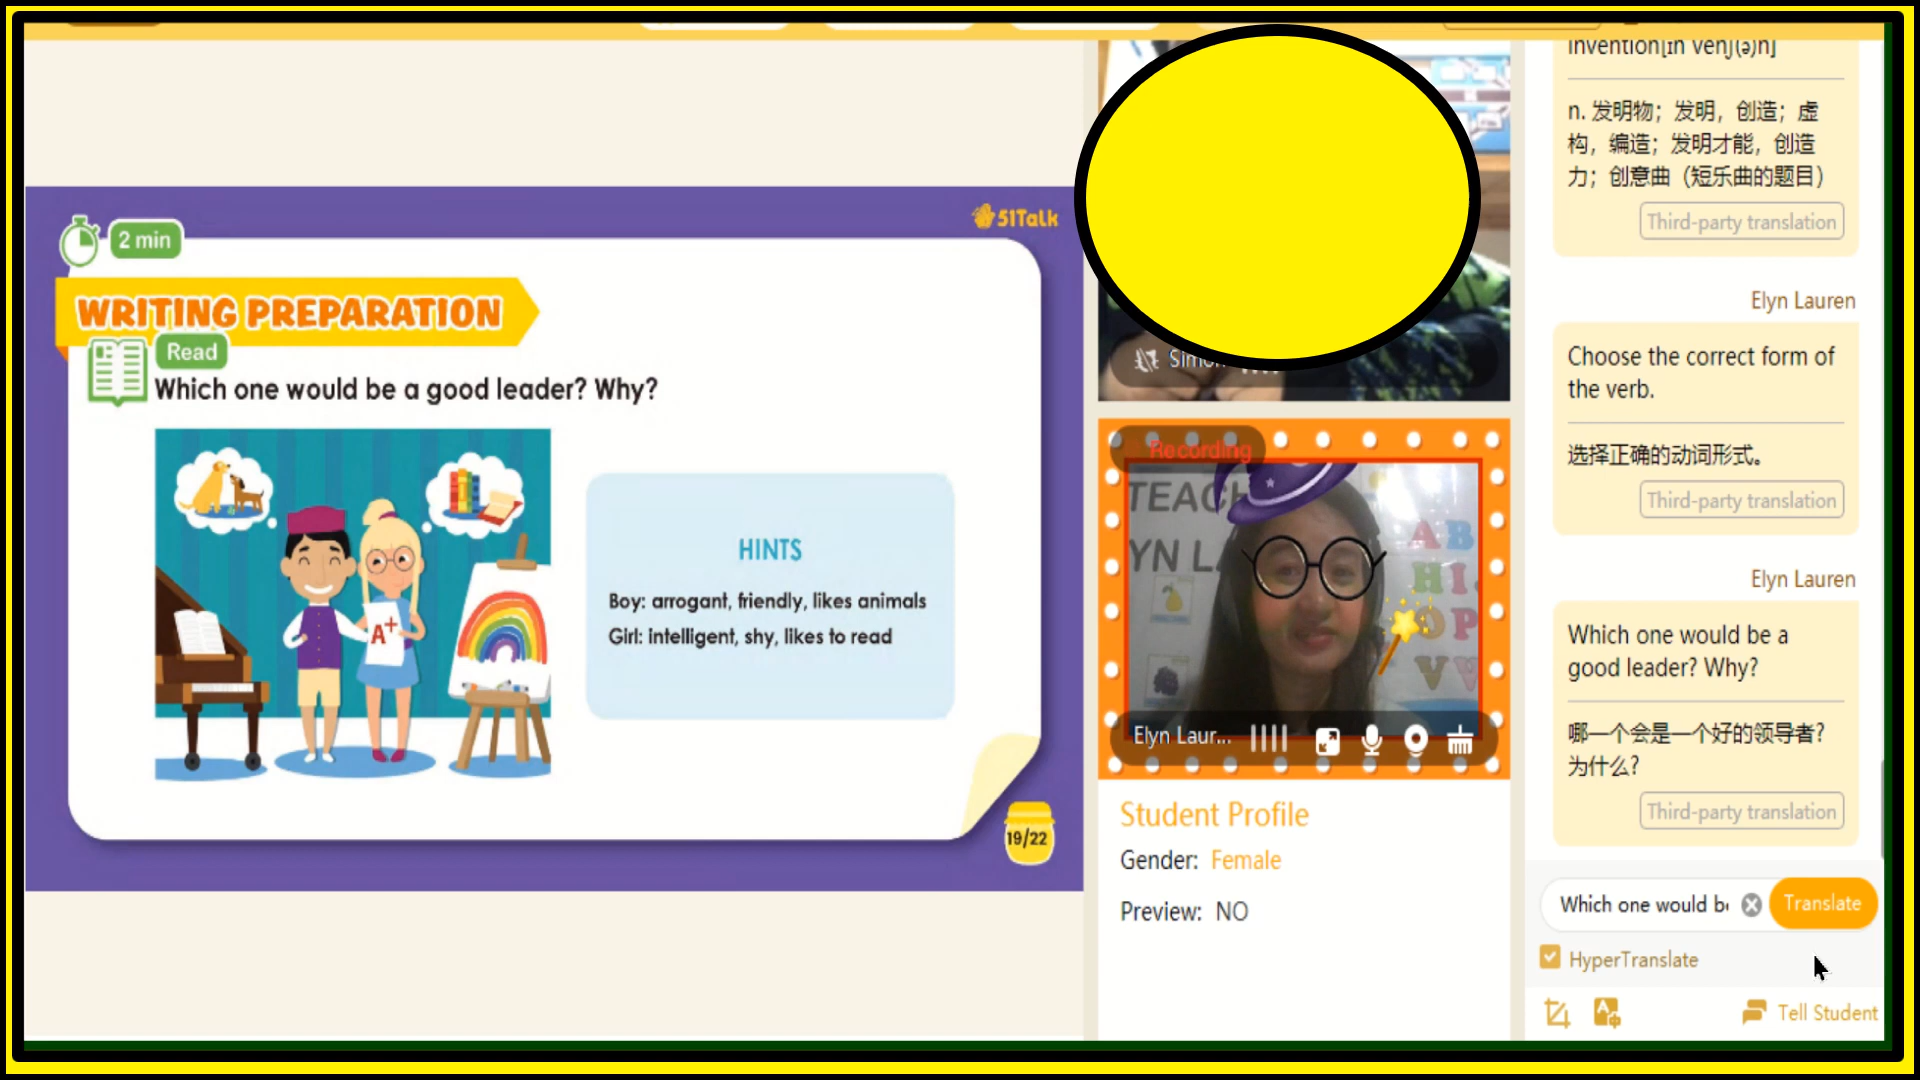 2 min
51Talk
WRITING PREPARATION
Read
Which one would be a good leader? Why?
A+
HINTS
Boy: arrogant, friendly, likes animals
Girl: intelligent, shy, likes to read
19/22
Recording
TEAC
YN L
A B
H I
O P
V W
Elyn Laur...
Student Profile
Gender: Female
Preview: NO
n. 发明物；发明，创造；虚
构，编造；发明才能，创造
力；创意曲（短乐曲的题目）
Third-party translation
Elyn Lauren
Choose the correct form of
the verb.
选择正确的动词形式。
Third-party translation
Elyn Lauren
Which one would be a
good leader? Why?
哪一个会是一个好的领导者？
为什么？
Third-party translation
Which one would b
Translate
HyperTranslate
Tell Student